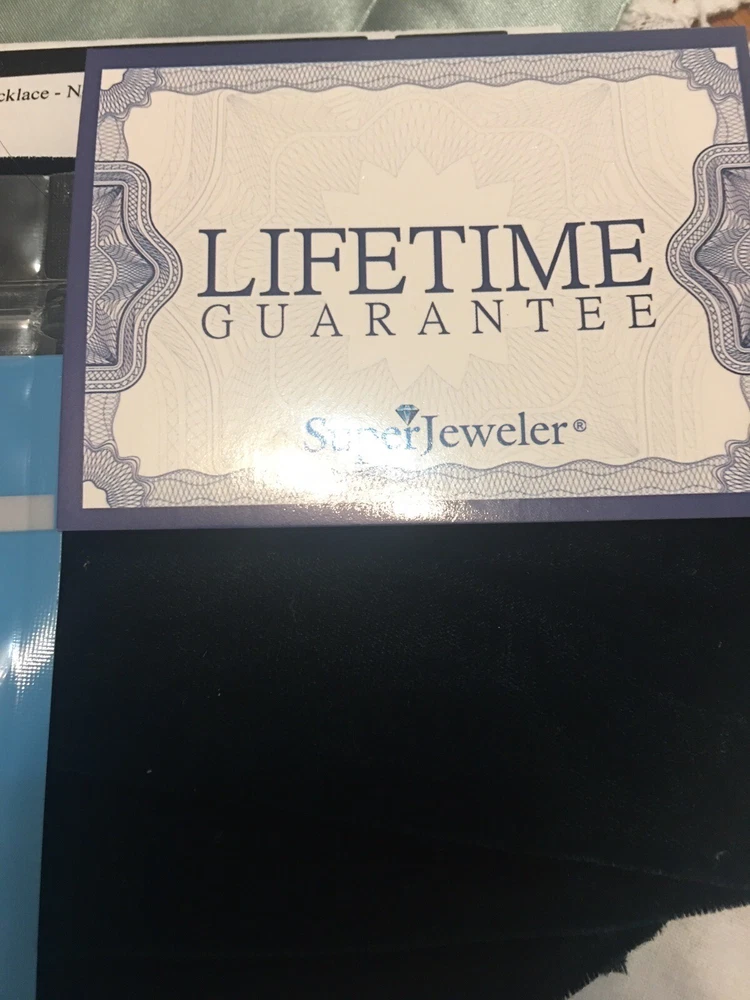 cklace - N
LIFETIME
GUARANTEE
SuperJeweler®